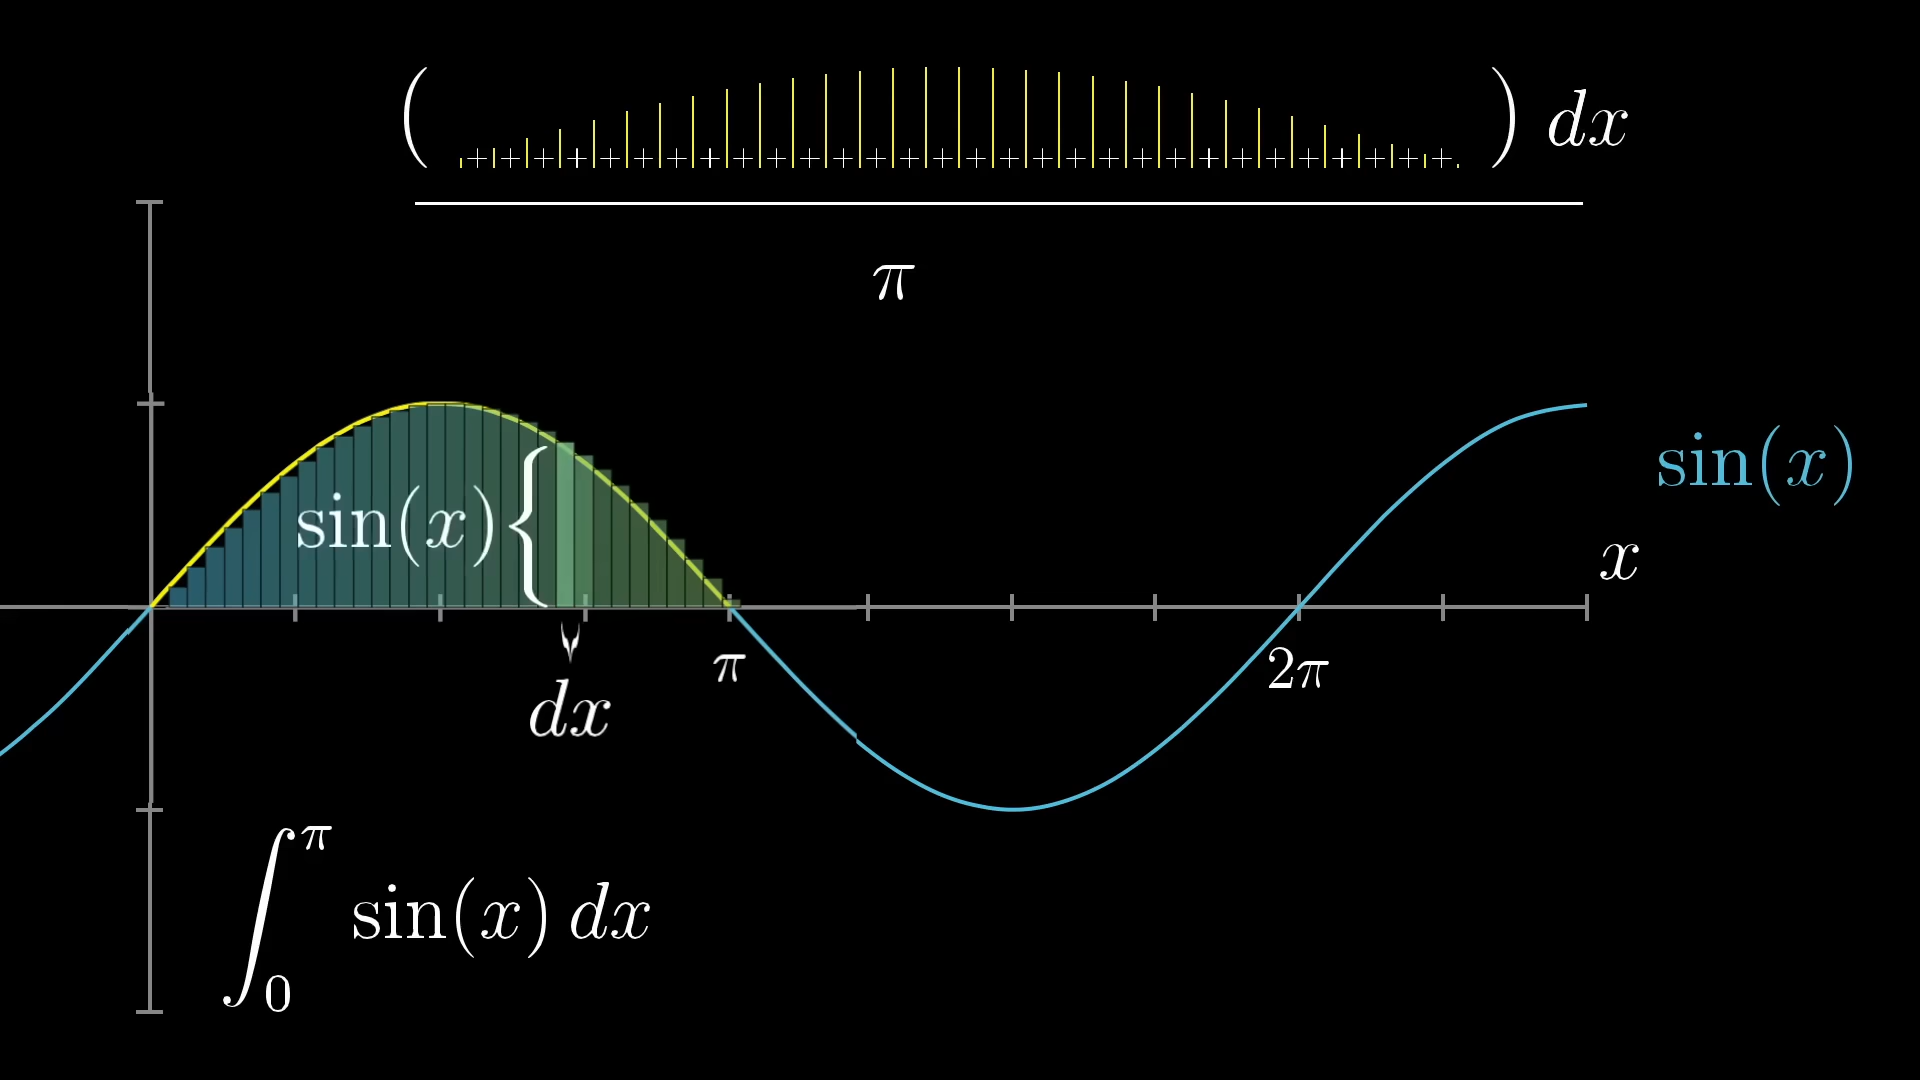 ( + + + + + + + + + + + + + + + + + + + + + + + + + + + + + + ) dx
π
sin(x)
sin(x){
x
π
2π
dx
∫₀^π sin(x) dx